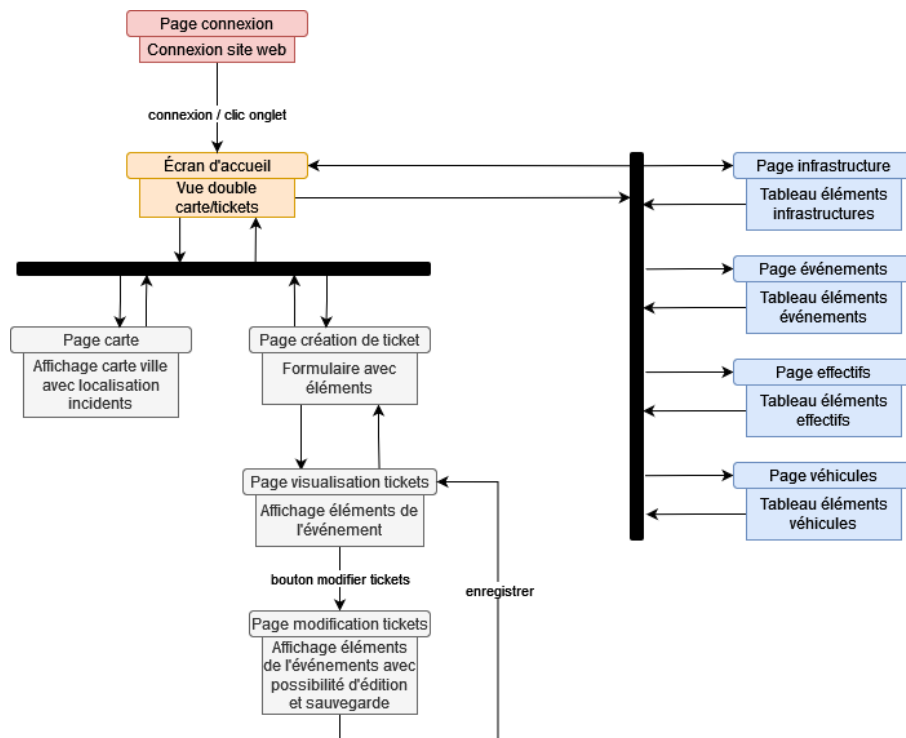 Page connexion
Connexion site web
connexion / clic onglet
Écran d'accueil
Vue double
carte/tickets
Page infrastructure
Tableau éléments
infrastructures
Page événements
Tableau éléments
événements
Page effectifs
Tableau éléments
effectifs
Page véhicules
Tableau éléments
véhicules
Page carte
Affichage carte ville
avec localisation
incidents
Page création de ticket
Formulaire avec
éléments
Page visualisation tickets
Affichage éléments de
l'événement
bouton modifier tickets
enregistrer
Page modification tickets
Affichage éléments
de l'événements avec
possibilité d'édition
et sauvegarde